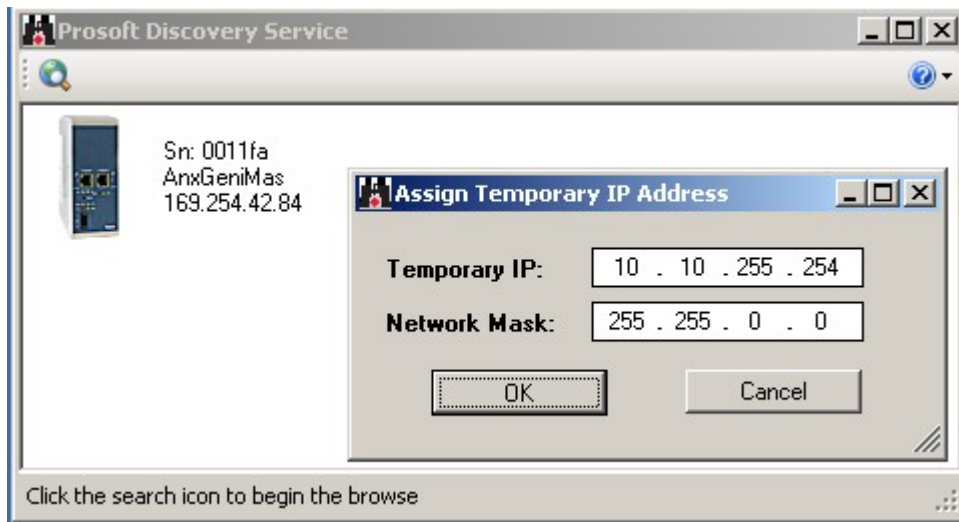 Prosoft Discovery Service
Sn: 0011fa
AnxGeniMas
169.254.42.84
Assign Temporary IP Address
Temporary IP: 10 . 10 . 255 . 254
Network Mask: 255 . 255 . 0 . 0
OK Cancel
Click the search icon to begin the browse